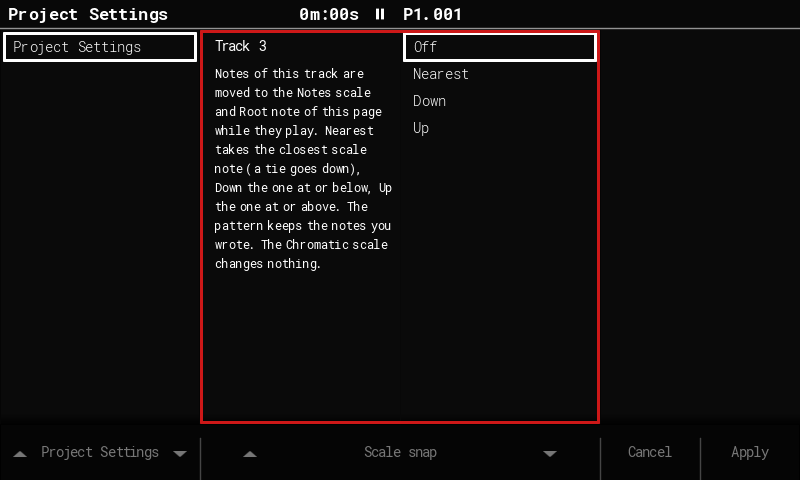 Project Settings 0m:00s P1.001
Project Settings
Track 3
Notes of this track are
moved to the Notes scale
and Root note of this page
while they play. Nearest
takes the closest scale
note (a tie goes down),
Down the one at or below, Up
the one at or above. The
pattern keeps the notes you
wrote. The Chromatic scale
changes nothing.
Off
Nearest
Down
Up
Project Settings Scale snap Cancel Apply